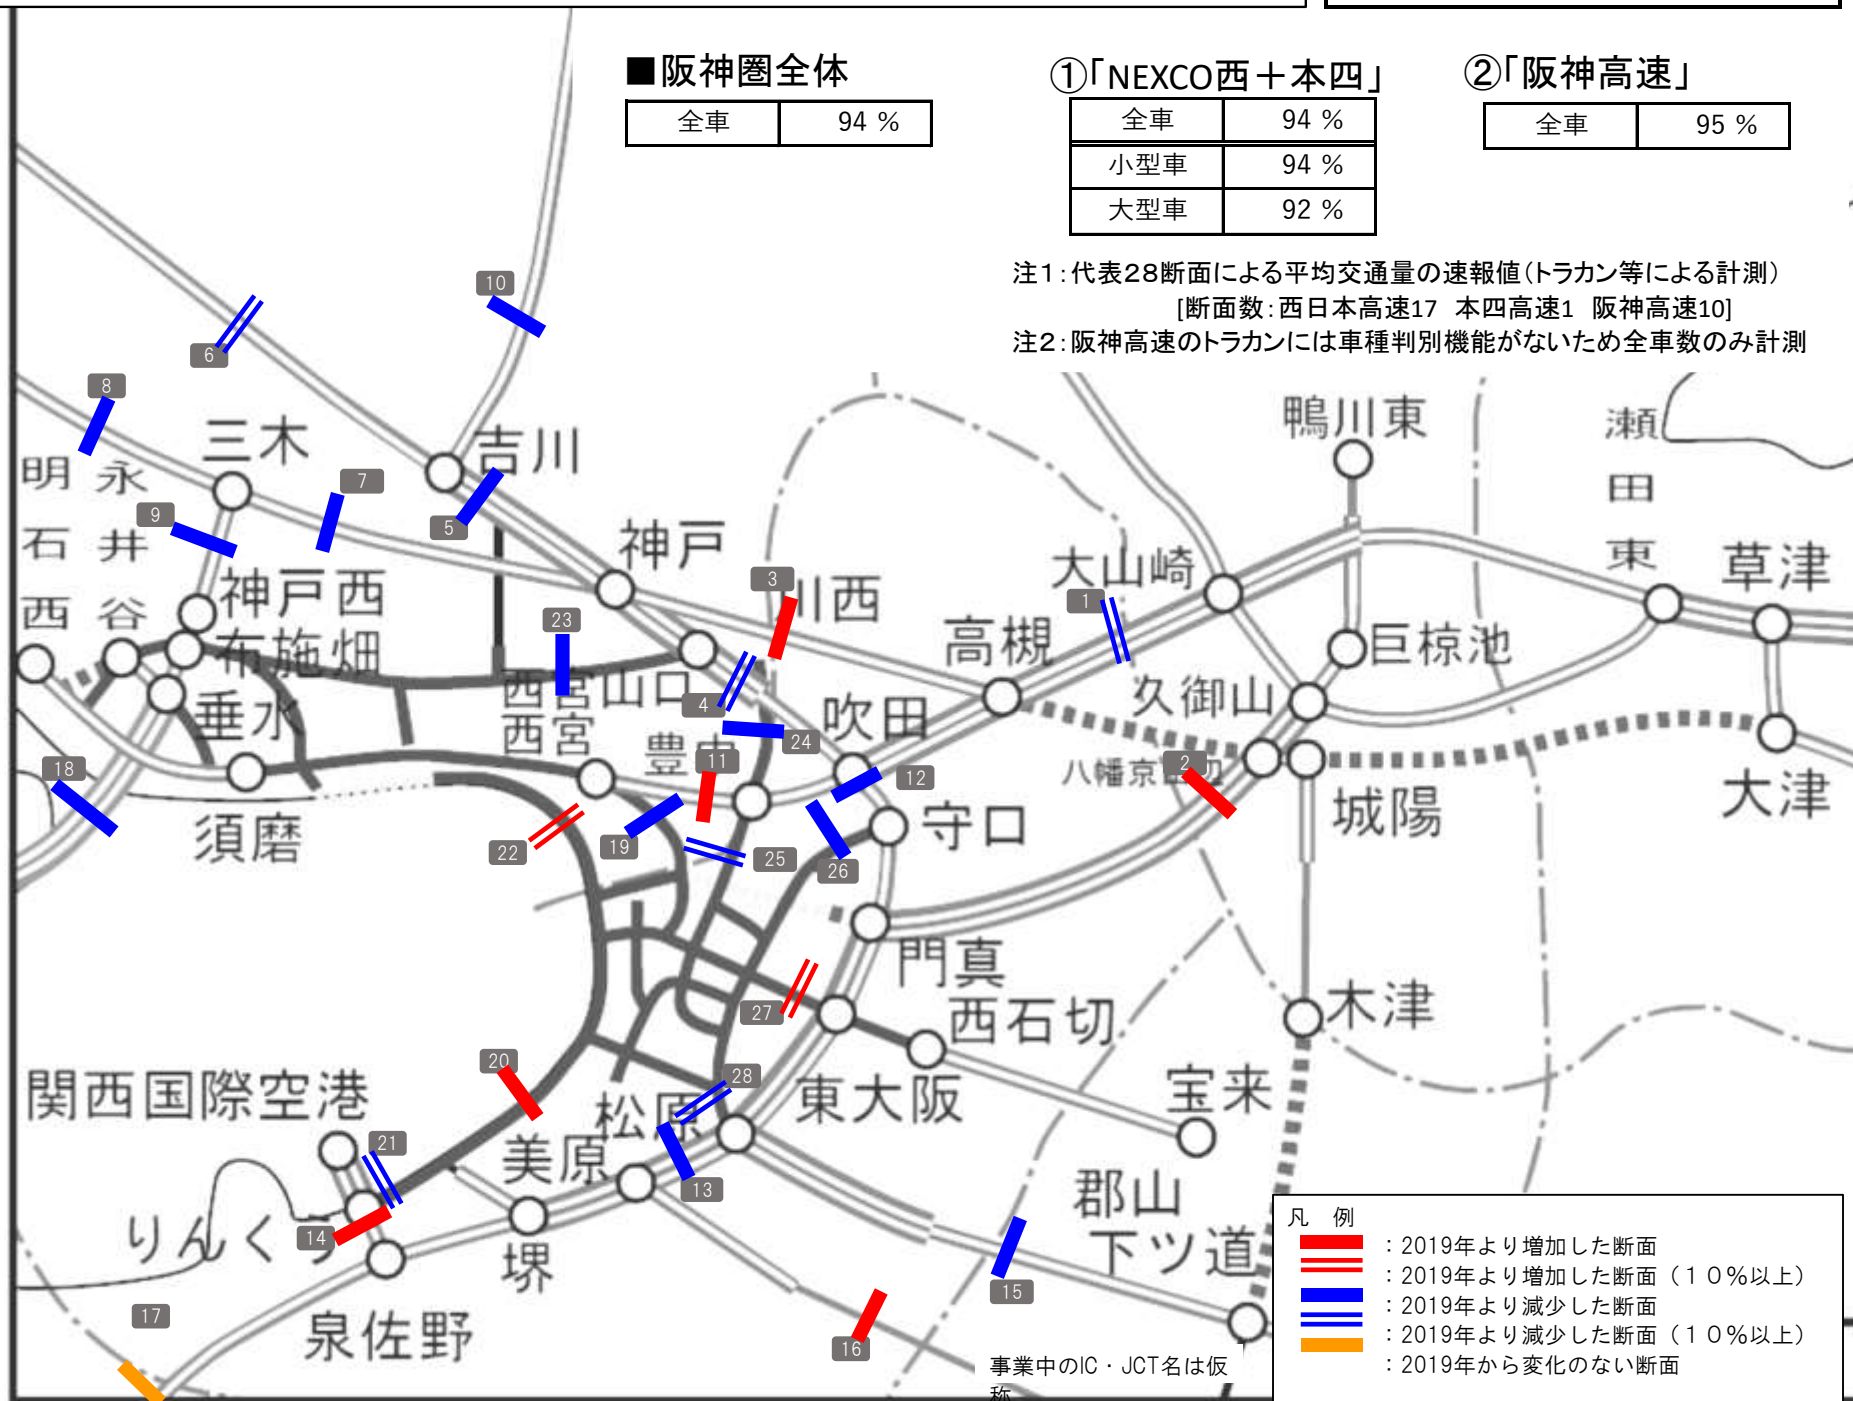 ■阪神圏全体
全車 94 %
①「NEXCO西＋本四」
全車 94 %
小型車 94 %
大型車 92 %
②「阪神高速」
全車 95 %
注1：代表28断面による平均交通量の速報値（トラカン等による計測）
[断面数：西日本高速17 本四高速1 阪神高速10]
注2：阪神高速のトラカンには車種判別機能がないため全車数のみ計測
10
6
8
三木
吉川
鴨川東
瀬田東
明石西
永井谷
7
9
5
神戸
神戸西
3
川西
大山崎
1
草津
23
布施畑
高槻
巨椋池
西宮山口
4
久御山
垂水
西宮
吹田
24
豊中
11
18
12
八幡京田辺
2
大津
城陽
須磨
22
19
25
守口
26
門真
27
西石切
木津
20
関西国際空港
28
松原
東大阪
宝来
21
美原
13
郡山下ツ道
りんくう
14
堺
15
17
泉佐野
16
事業中のIC・JCT名は仮
称
凡 例
：2019年より増加した断面
：2019年より増加した断面（１０％以上）
：2019年より減少した断面
：2019年より減少した断面（１０％以上）
：2019年から変化のない断面